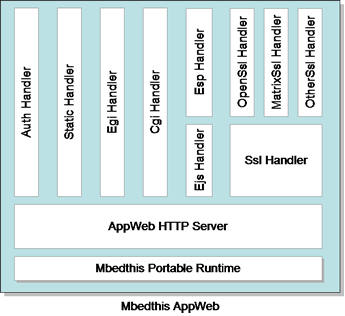 Auth Handler
Static Handler
Egi Handler
Cgi Handler
Esp Handler
Ejs Handler
OpenSsl Handler
MatrixSsl Handler
OtherSsl Handler
Ssl Handler
AppWeb HTTP Server
Mbedthis Portable Runtime
Mbedthis AppWeb